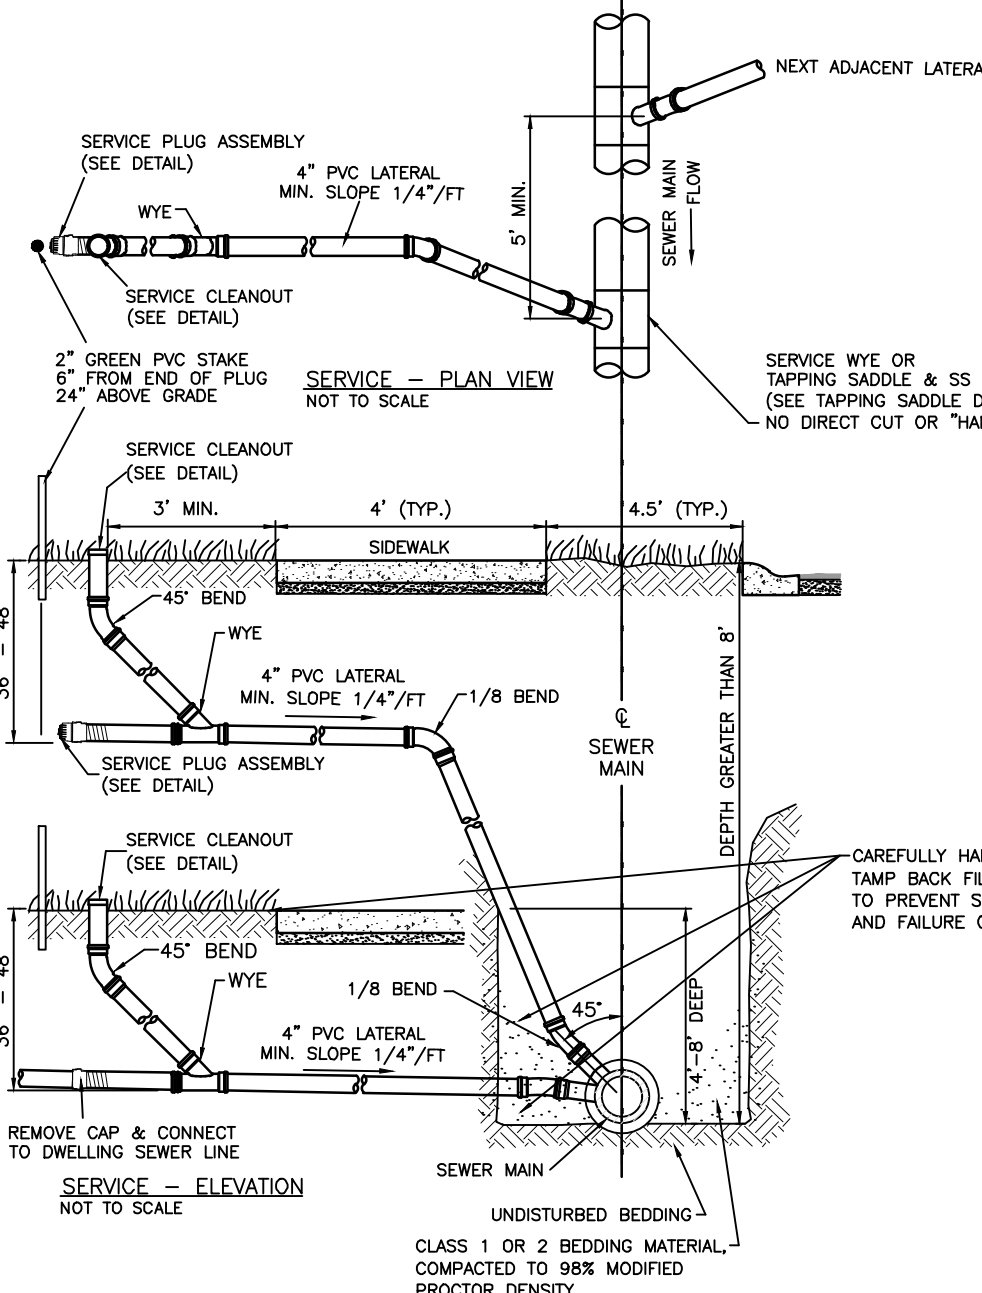 NEXT ADJACENT
SERVICE PLUG ASSEMBLY
(SEE DETAIL)
4" PVC LATERAL
MIN. SLOPE 1/4"/FT
WYE
5' MIN.
SEWER MAIN
FLOW
SERVICE CLEANOUT
(SEE DETAIL)
2" GREEN PVC STAKE
6" FROM END OF PLUG
24" ABOVE GRADE
SERVICE – PLAN VIEW
NOT TO SCALE
SERVICE WYE OR
TAPPING SADDLE & SS
(SEE TAPPING SADDLE
NO DIRECT CUT OR
SERVICE CLEANOUT
(SEE DETAIL)
3' MIN.
4' (TYP.)
4.5' (TYP.)
SIDEWALK
45° BEND
WYE
4" PVC LATERAL
MIN. SLOPE 1/4"/FT
1/8 BEND
36 – 48
SERVICE PLUG ASSEMBLY
(SEE DETAIL)
℄
SEWER
MAIN
DEPTH GREATER THAN 8'
SERVICE CLEANOUT
(SEE DETAIL)
CAREFULLY
TAMP BACK
TO PREVENT
AND FAILURE
45° BEND
WYE
1/8 BEND
45°
4'-8' DEEP
36 – 48
4" PVC LATERAL
MIN. SLOPE 1/4"/FT
REMOVE CAP & CONNECT
TO DWELLING SEWER LINE
SEWER MAIN
SERVICE – ELEVATION
NOT TO SCALE
UNDISTURBED BEDDING
CLASS 1 OR 2 BEDDING MATERIAL,
COMPACTED TO 98% MODIFIED
PROCTOR DENSITY